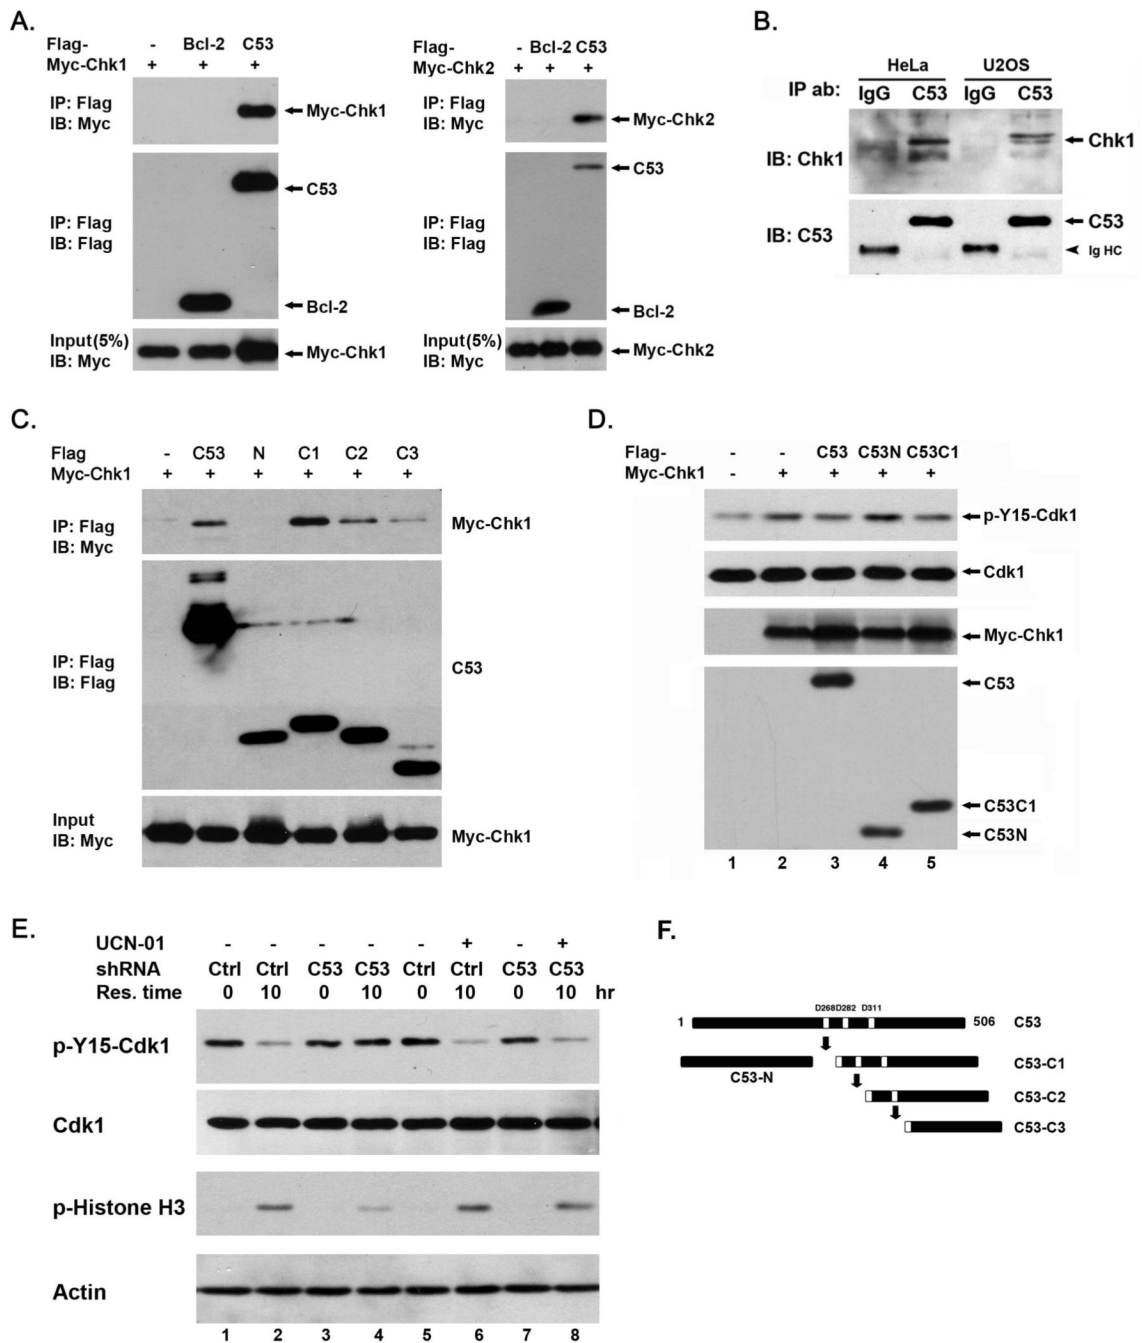 A.
Flag- - Bcl-2 C53
Myc-Chk1 + + +
IP: Flag
IB: Myc
Myc-Chk1
C53
IP: Flag
IB: Flag
Bcl-2
Input(5%)
IB: Myc
Myc-Chk1
Flag- - Bcl-2 C53
Myc-Chk2 + + +
IP: Flag
IB: Myc
Myc-Chk2
C53
IP: Flag
IB: Flag
Bcl-2
Input(5%)
IB: Myc
Myc-Chk2
B.
HeLa U2OS
IP ab: IgG C53 IgG C53
IB: Chk1
Chk1
IB: C53
C53
Ig HC
C.
Flag - C53 N C1 C2 C3
Myc-Chk1 + + + + + +
IP: Flag
IB: Myc
Myc-Chk1
IP: Flag
IB: Flag
C53
Input
IB: Myc
Myc-Chk1
D.
Flag- - - C53 C53N C53C1
Myc-Chk1 - + + + +
p-Y15-Cdk1
Cdk1
Myc-Chk1
C53
C53C1
C53N
1 2 3 4 5
E.
UCN-01 - - - - - + - +
shRNA Ctrl Ctrl C53 C53 Ctrl Ctrl C53 C53
Res. time 0 10 0 10 0 10 0 10 hr
p-Y15-Cdk1
Cdk1
p-Histone H3
Actin
1 2 3 4 5 6 7 8
F.
D268 D282 D311
1 506 C53
C53-C1
C53-N
C53-C2
C53-C3